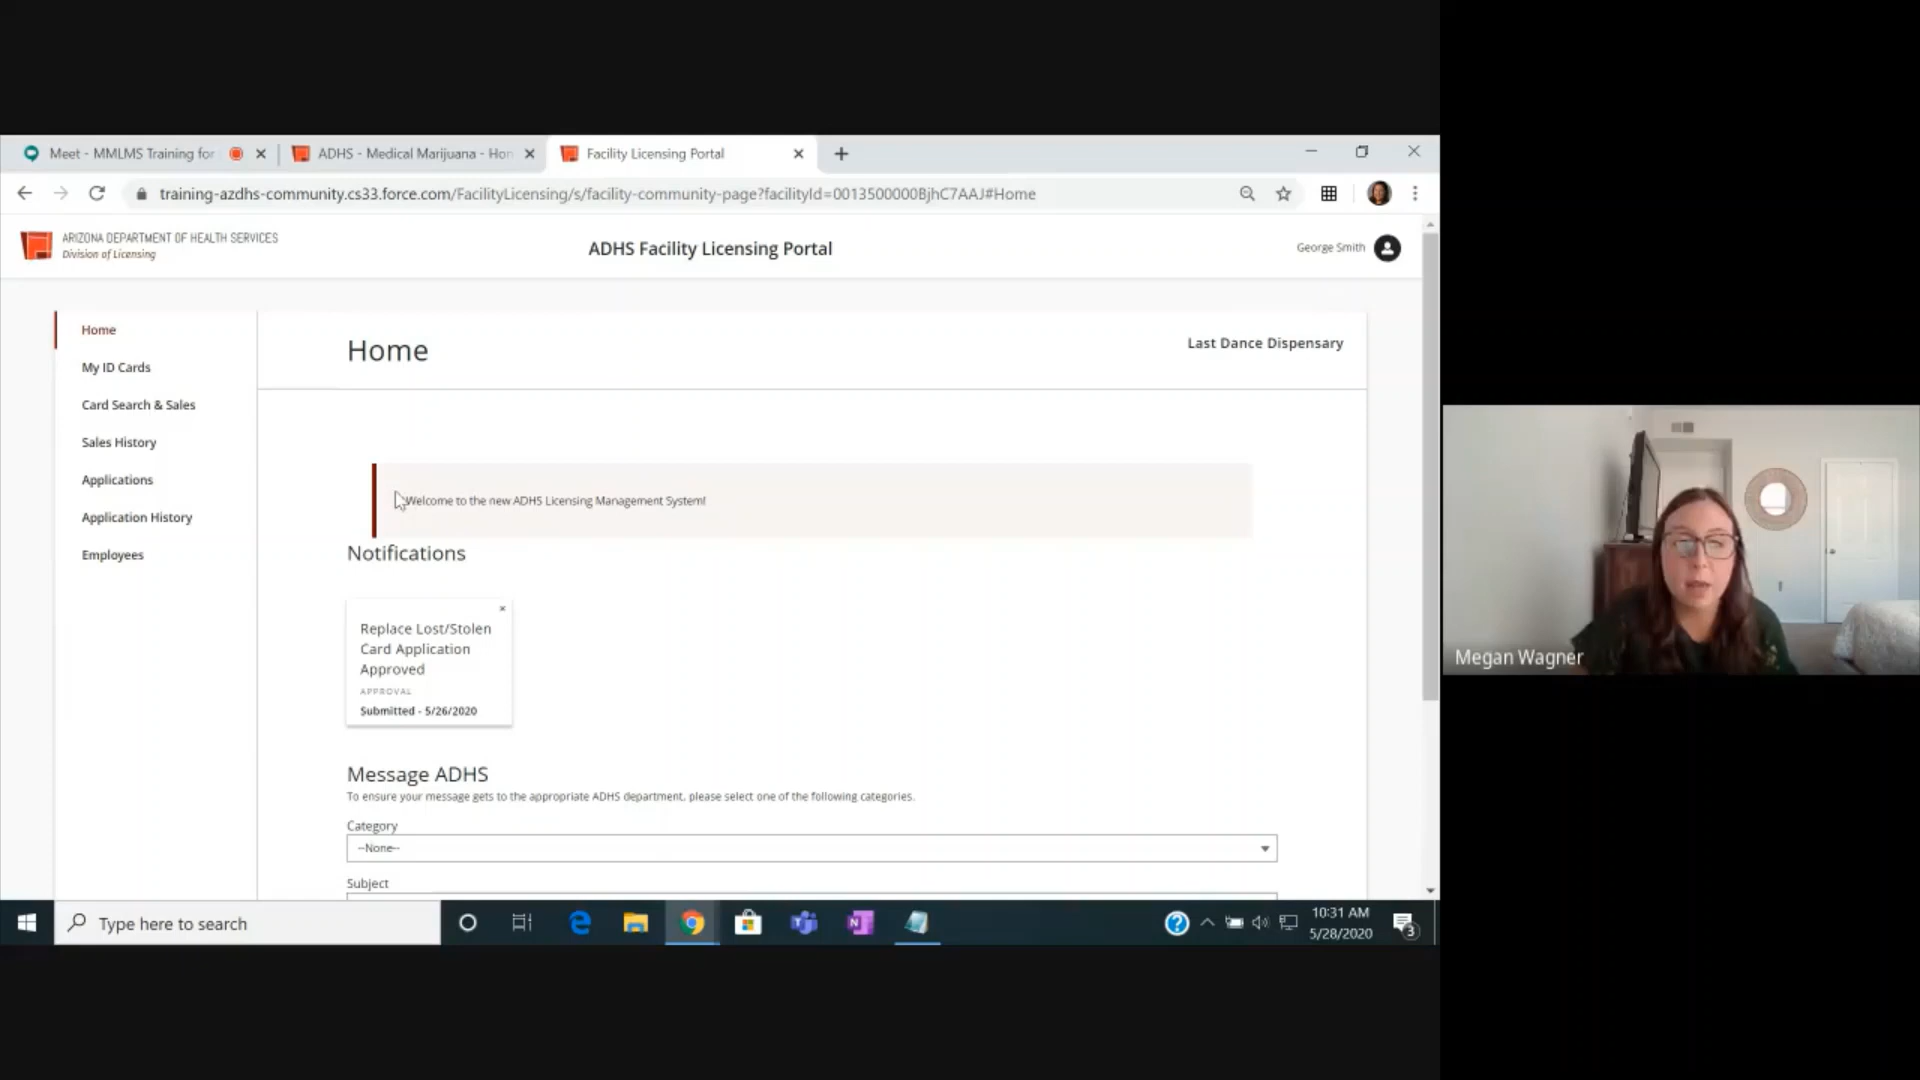 Meet - MMLMS Training for
ADHS - Medical Marijuana - Hon
Facility Licensing Portal
training-azdhs-community.cs33.force.com/FacilityLicensing/s/facility-community-page?facilityId=0013500000BjhC7AAJ#Home
ARIZONA DEPARTMENT OF HEALTH SERVICES
Division of Licensing
ADHS Facility Licensing Portal
George Smith
Home
My ID Cards
Card Search & Sales
Sales History
Applications
Application History
Employees
Home
Last Dance Dispensary
Welcome to the new ADHS Licensing Management System!
Notifications
Replace Lost/Stolen
Card Application
Approved
APPROVAL
Submitted - 5/26/2020
Message ADHS
To ensure your message gets to the appropriate ADHS department, please select one of the following categories.
Category
--None--
Subject
Type here to search
10:31 AM
5/28/2020
3
Megan Wagner